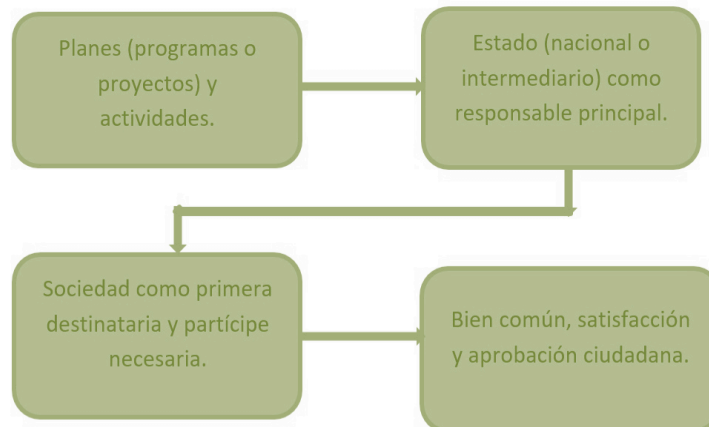 Planes (programas o
proyectos) y
actividades.
Estado (nacional o
intermediario) como
responsable principal.
Sociedad como primera
destinataria y partícipe
necesaria.
Bien común, satisfacción
y aprobación ciudadana.